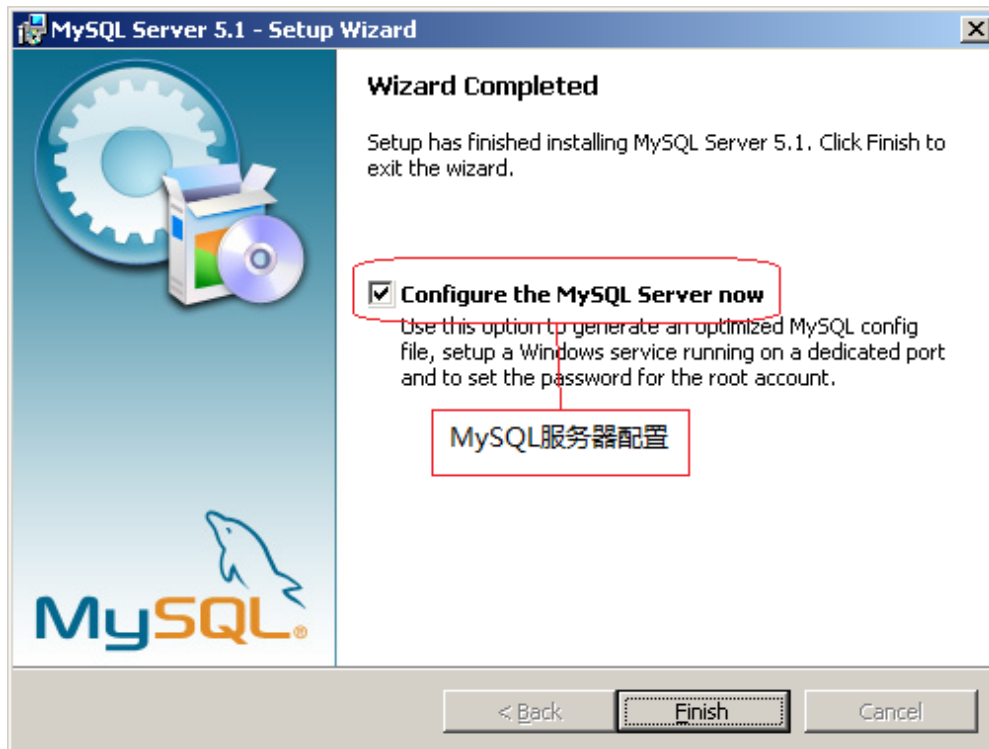 MySQL Server 5.1 - Setup Wizard
Wizard Completed
Setup has finished installing MySQL Server 5.1. Click Finish to
exit the wizard.
Configure the MySQL Server now
Use this option to generate an optimized MySQL config
file, setup a Windows service running on a dedicated port
and to set the password for the root account.
MySQL服务器配置
MySQL®
< Back
Finish
Cancel